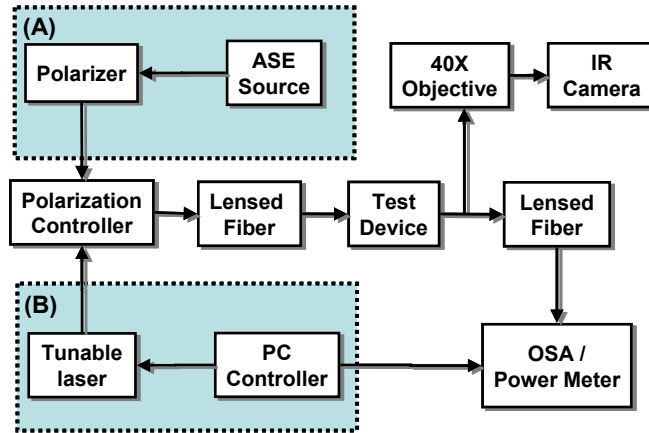 (A)
Polarizer
ASE
Source
40X
Objective
IR
Camera
Polarization
Controller
Lensed
Fiber
Test
Device
Lensed
Fiber
(B)
Tunable
laser
PC
Controller
OSA /
Power Meter